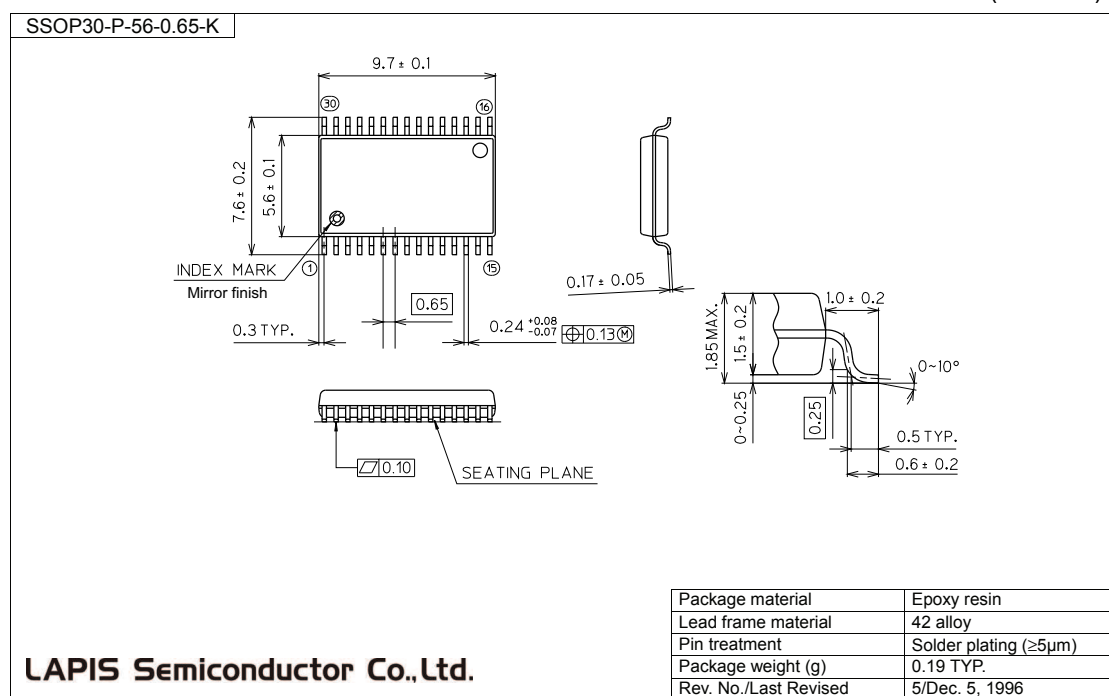 SSOP30-P-56-0.65-K
9.7± 0.1
30
16
7.6 ± 0.2
5.6 ± 0.1
INDEX MARK
Mirror finish
1
15
0.3 TYP.
0.65
0.24 +0.08 -0.07
⌖ 0.13 Ⓜ
0.17± 0.05
1.85 MAX.
1.5± 0.2
1.0± 0.2
0~0.25
0.25
0~10°
0.5 TYP.
0.6± 0.2
⏥ 0.10
SEATING PLANE
Package material Epoxy resin
Lead frame material 42 alloy
Pin treatment Solder plating (≥5µm)
Package weight (g) 0.19 TYP.
Rev. No./Last Revised 5/Dec. 5, 1996
LAPIS Semiconductor Co.,Ltd.